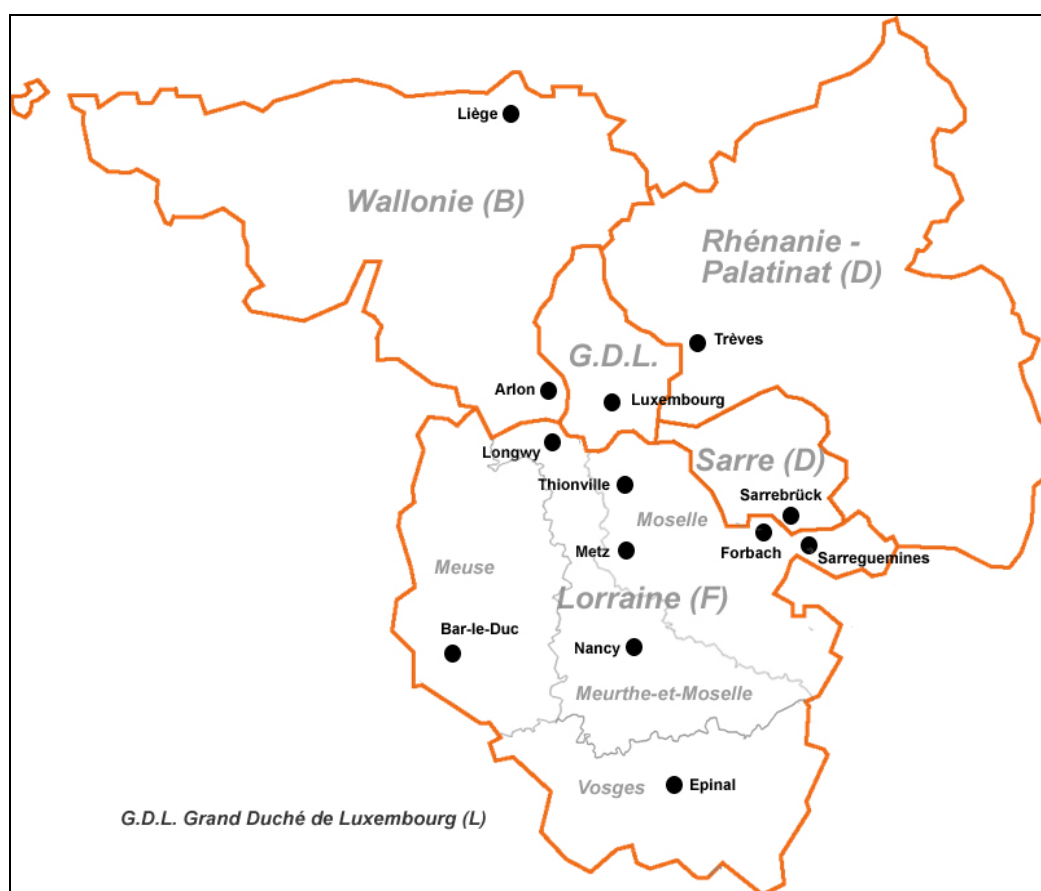 Liège
Wallonie (B)
Rhénanie -
Palatinat (D)
Trèves
G.D.L.
Arlon
Luxembourg
Longwy
Sarre (D)
Thionville
Sarrebrück
Moselle
Metz
Forbach
Sarreguemines
Meuse
Lorraine (F)
Bar-le-Duc
Nancy
Meurthe-et-Moselle
Vosges
Epinal
G.D.L. Grand Duché de Luxembourg (L)